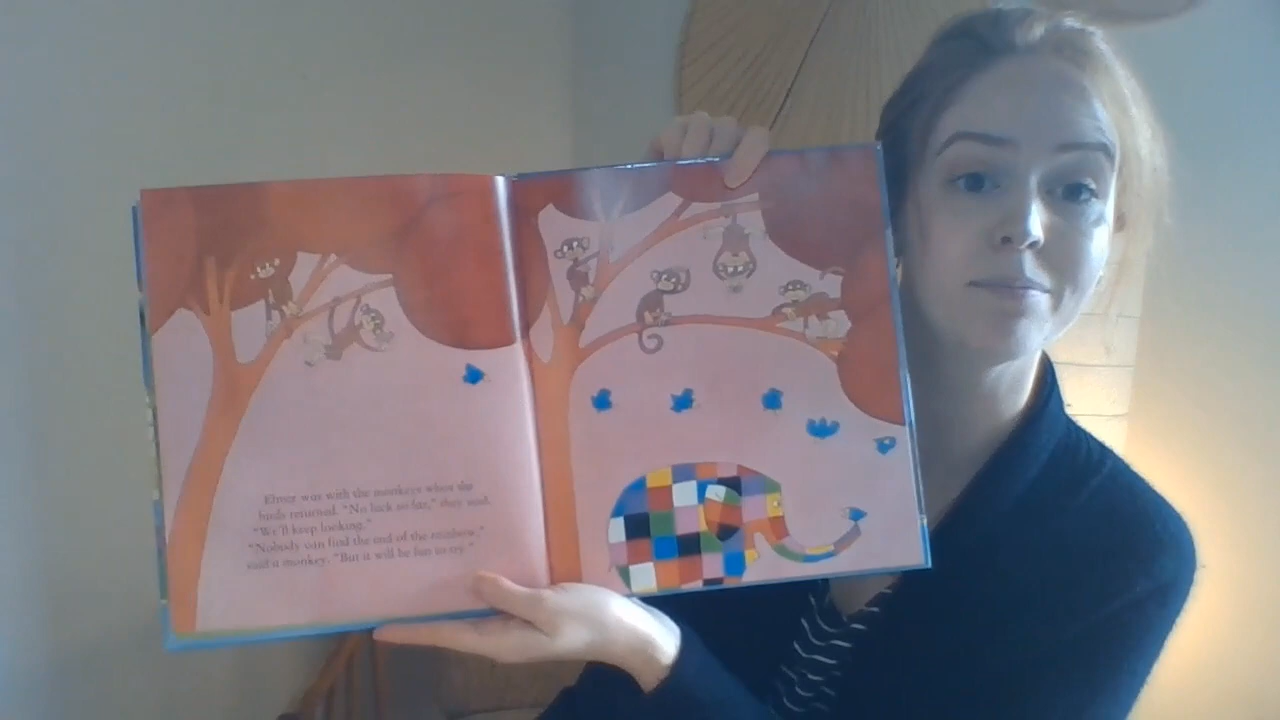 Elmer was with the monkeys when the
birds returned. "No luck so far," they said.
"We'll keep looking."
"Nobody can find the end of the rainbow,"
said a monkey. "But it will be fun to try."